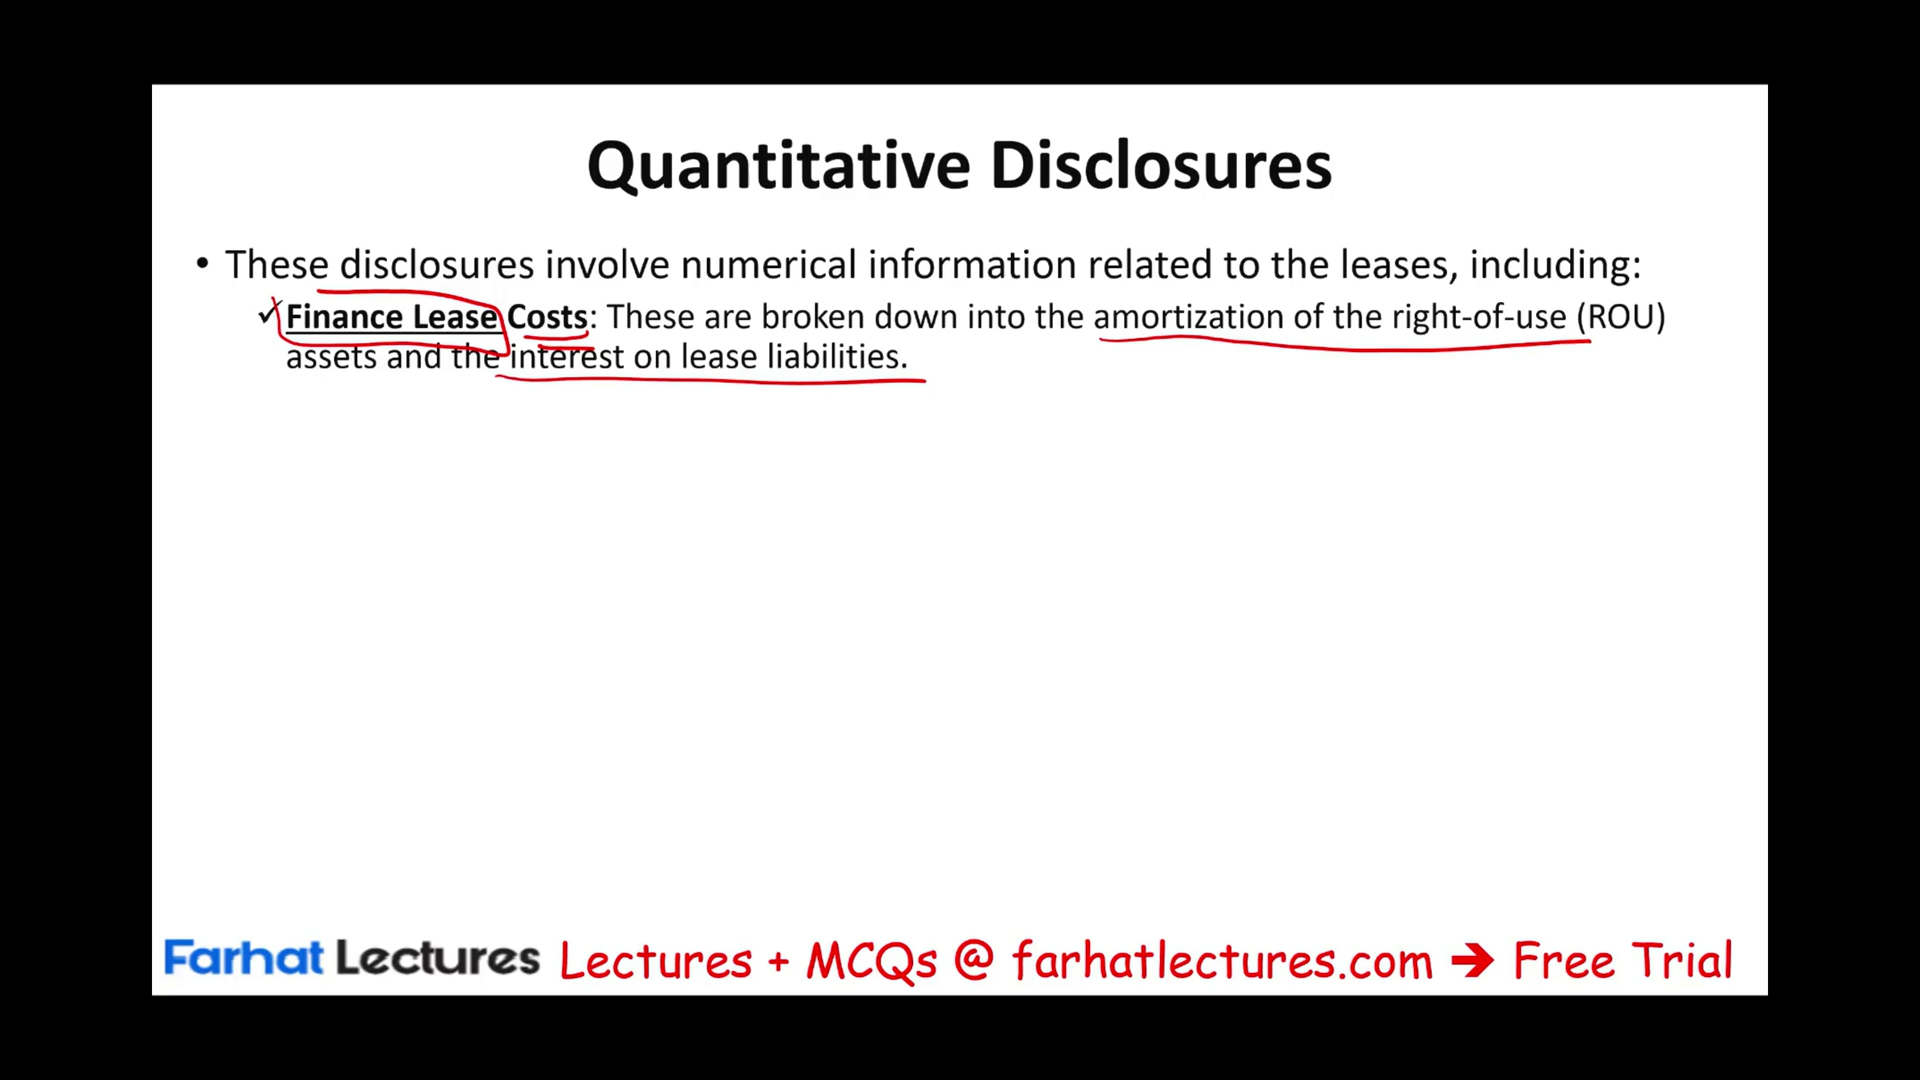 Quantitative Disclosures
• These disclosures involve numerical information related to the leases, including:
✓ Finance Lease Costs: These are broken down into the amortization of the right-of-use (ROU)
assets and the interest on lease liabilities.
Farhat Lectures Lectures + MCQs @ farhatlectures.com → Free Trial